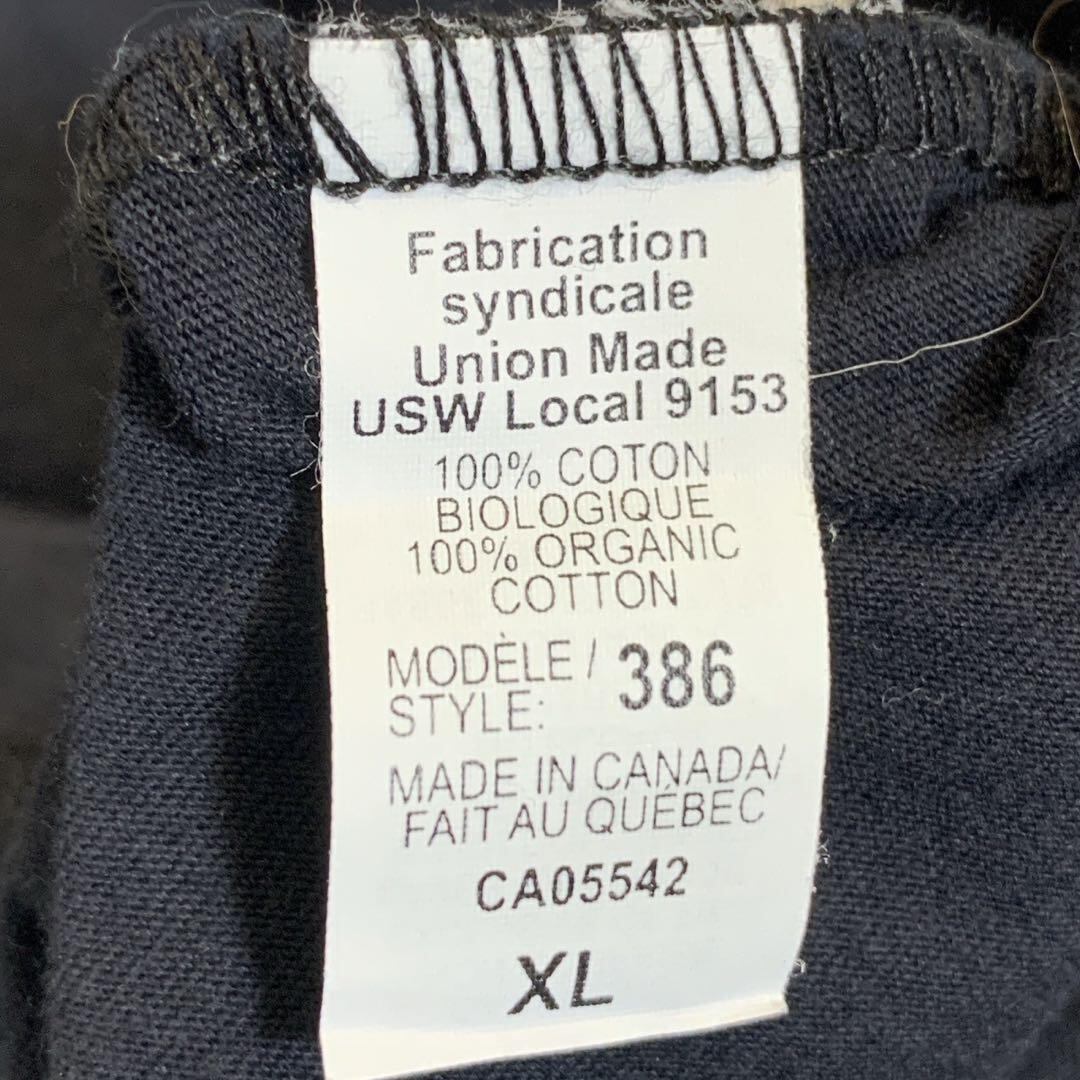 Fabrication
syndicale
Union Made
USW Local 9153
100% COTON
BIOLOGIQUE
100% ORGANIC
COTTON
MODÈLE / 386
STYLE:
MADE IN CANADA/
FAIT AU QUÉBEC
CA05542
XL